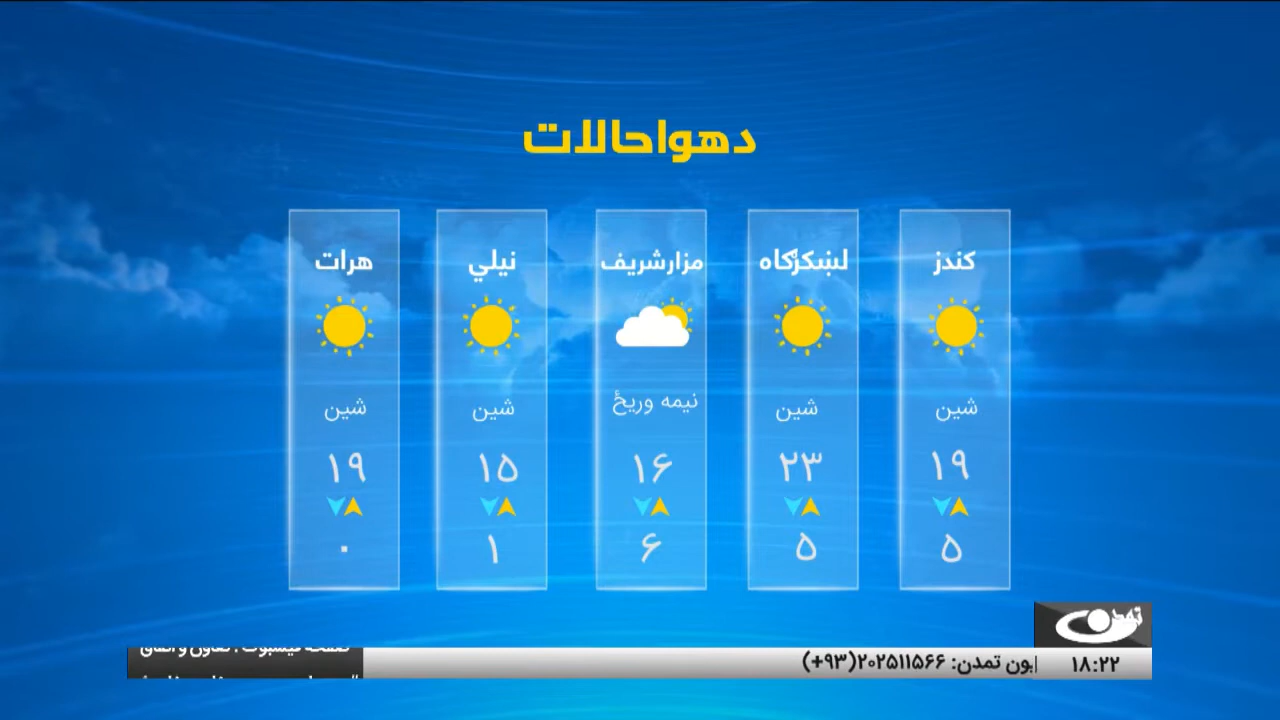 دهواحالات
کندز
شین
۱۹
۵
لښکرګاه
شین
۲۳
۵
مزارشریف
نیمه وریځ
۱۶
۶
نیلي
شین
۱۵
۱
هرات
شین
۱۹
۰
تمدن
۱۸:۲۲
یون تمدن: ۲۰۲۵۱۱۵۶۶(۹۳+)